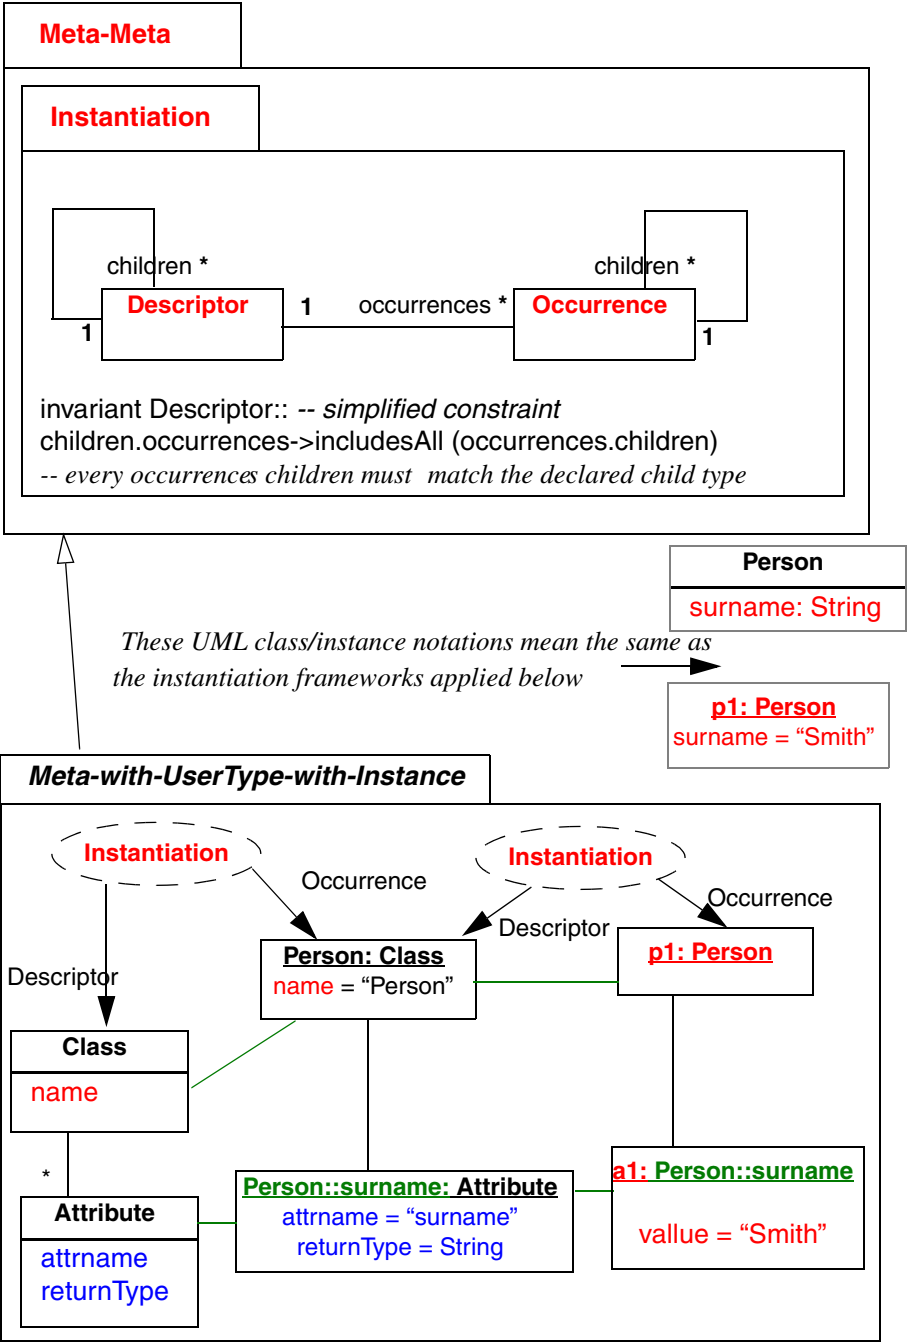 Meta-Meta
Instantiation
children *
children *
Descriptor
1
occurrences *
Occurrence
1
1
invariant Descriptor:: -- simplified constraint
children.occurrences->includesAll (occurrences.children)
-- every occurrences children must match the declared child type
Person
surname: String
These UML class/instance notations mean the same as
the instantiation frameworks applied below
p1: Person
surname = “Smith”
Meta-with-UserType-with-Instance
Instantiation
Instantiation
Occurrence
Occurrence
Descriptor
Descriptor
Person: Class
name = “Person”
p1: Person
Class
name
*
Attribute
attrname
returnType
Person::surname: Attribute
attrname = “surname”
returnType = String
a1: Person::surname
vallue = “Smith”